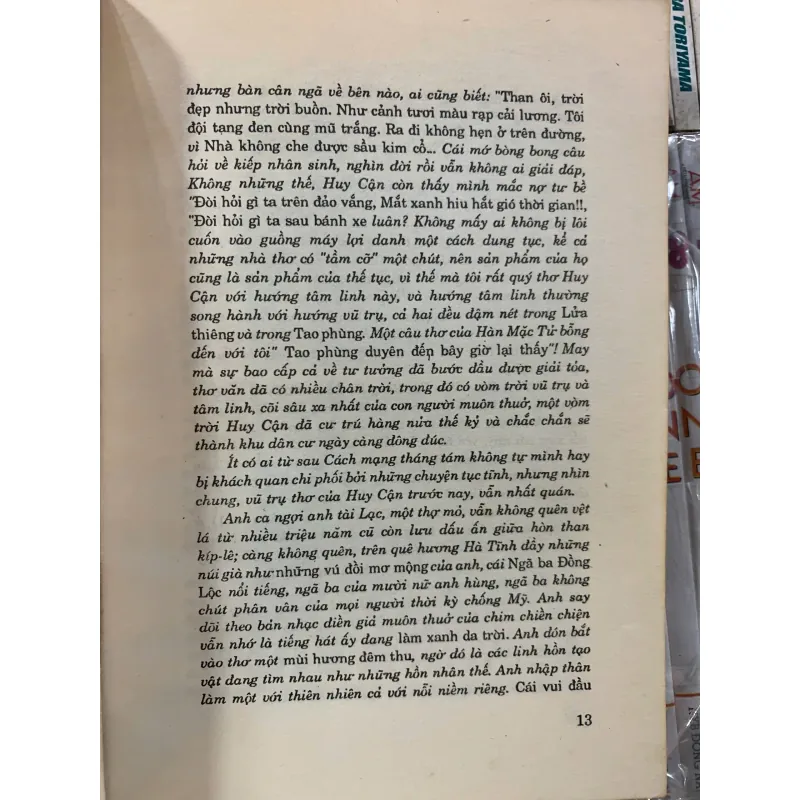 nhưng bàn cân ngã về bên nào, ai cũng biết: "Than ôi, trời
đẹp nhưng trời buồn. Như cảnh tươi màu rạp cải lương. Tôi
đội tạng đen cùng mũ trắng. Ra đi không hẹn ở trên đường,
vì Nhà không che được sầu kim cổ... Cái mớ bòng bong câu
hỏi về kiếp nhân sinh, nghìn đời rồi vẫn không ai giải đáp,
Không những thế, Huy Cận còn thấy mình mắc nợ tư bề
"Đòi hỏi gì ta trên đảo vắng, Mắt xanh hiu hắt gió thời gian!!,
"Đòi hỏi gì ta sau bánh xe luân? Không mấy ai không bị lôi
cuốn vào guồng máy lợi danh một cách dung tục, kể cả
những nhà thơ có "tầm cỡ" một chút, nên sản phẩm của họ
cũng là sản phẩm của thế tục, vì thế mà tôi rất quý thơ Huy
Cận với hướng tâm linh này, và hướng tâm linh thường
song hành với hướng vũ trụ, cả hai đều đậm nét trong Lửa
thiêng và trong Tao phùng. Một câu thơ của Hàn Mặc Tử bỗng
đến với tôi" Tao phùng duyên đếp bây giờ lại thấy"! May
mà sự bao cấp cả về tư tưởng đã bước đầu được giải tỏa,
thơ văn đã có nhiều chân trời, trong đó có vòm trời vũ trụ và
tâm linh, cõi sâu xa nhất của con người muôn thuở, một vòm
trời Huy Cận đã cư trú hàng nửa thế kỷ và chắc chắn sẽ
thành khu dân cư ngày càng đông đúc.
Ít có ai từ sau Cách mạng tháng tám không tự mình hay
bị khách quan chi phối bởi những chuyện tục tĩnh, nhưng nhìn
chung, vũ trụ thơ của Huy Cận trước nay, vẫn nhất quán.
Anh ca ngợi anh tài Lạc, một thợ mỏ, vẫn không quên vệt
lá từ nhiều triệu năm cũ còn lưu dấu ấn giữa hòn than
kíp-lê; càng không quên, trên quê hương Hà Tĩnh đầy những
núi già như những vú đồi mơ mộng của anh, cái Ngã ba Đồng
Lộc nổi tiếng, ngã ba của mười nữ anh hùng, ngã ba không
chút phân vân của mọi người thời kỳ chống Mỹ. Anh say
dõi theo bản nhạc diễn giả muôn thuở của chim chiền chiện
vẫn nhớ là tiếng hát ấy đang làm xanh da trời. Anh đón bắt
vào thơ một mùi hương đêm thu, ngờ đó là các linh hồn tạo
vật đang tìm nhau như những hồn nhân thế. Anh nhập thân
làm một với thiên nhiên cả với nỗi niềm riêng. Cái vui đầu
13
TORIYAMA